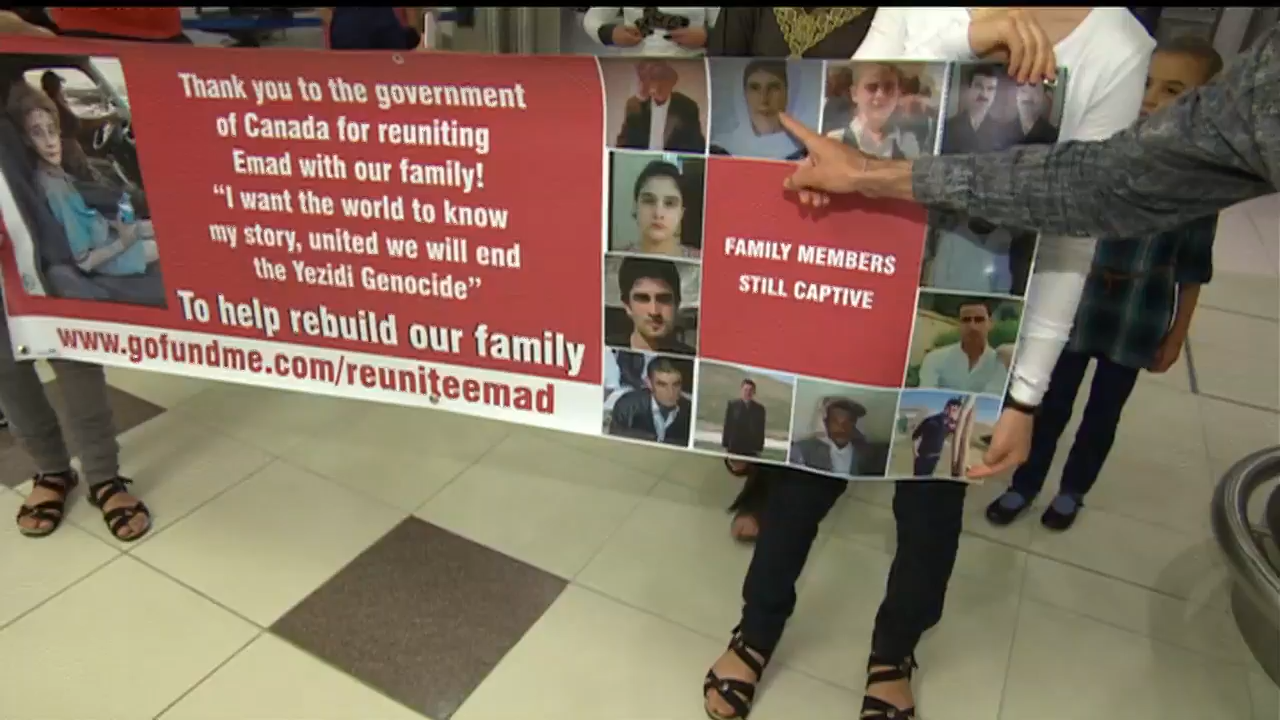 Thank you to the government
of Canada for reuniting
Emad with our family!
“I want the world to know
my story, united we will end
the Yezidi Genocide”
To help rebuild our family
www.gofundme.com/reuniteemad
FAMILY MEMBERS
STILL CAPTIVE